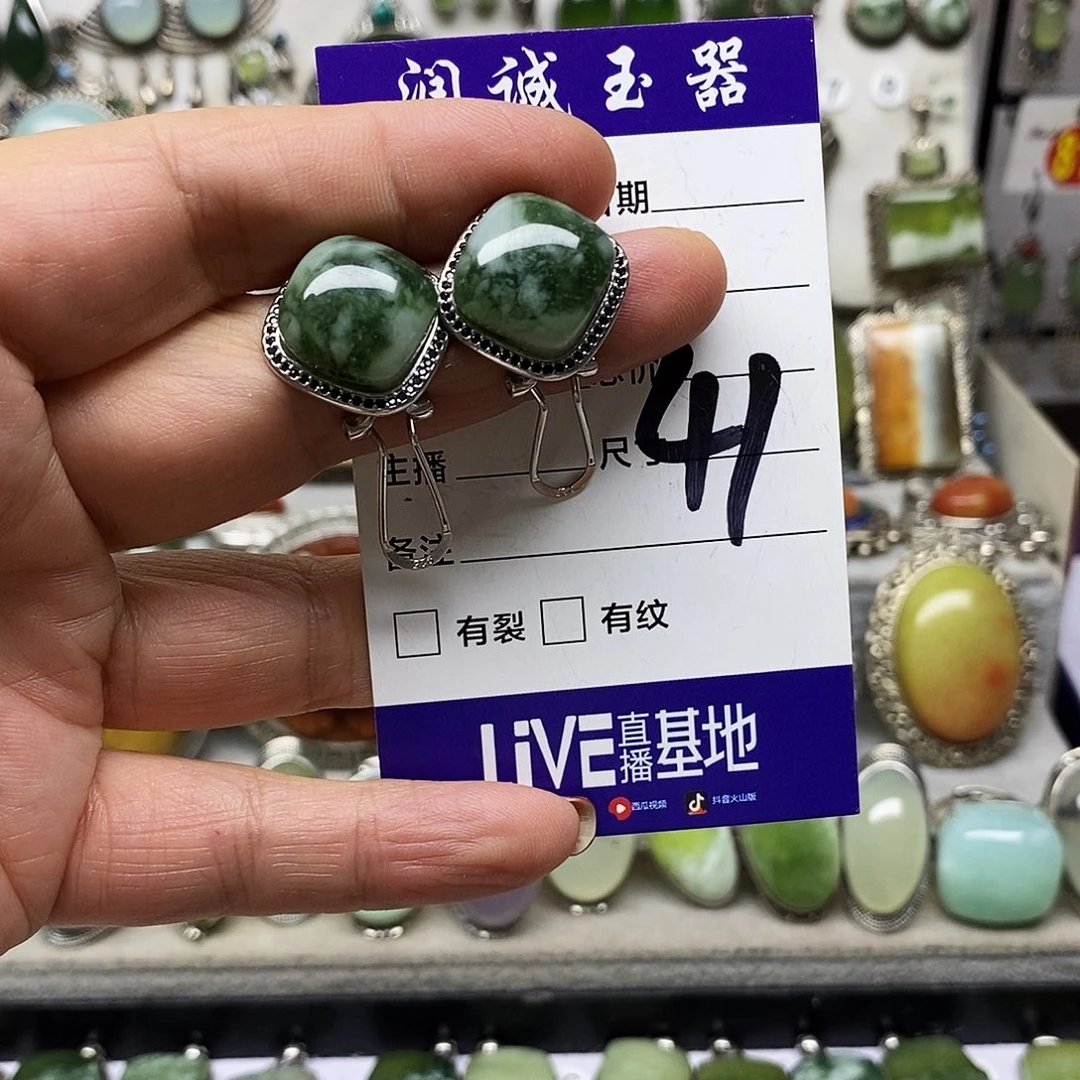 润诚玉器
期
41
主播 尺寸
备注
有裂 有纹
LiVE直播基地
西瓜视频 抖音火山版